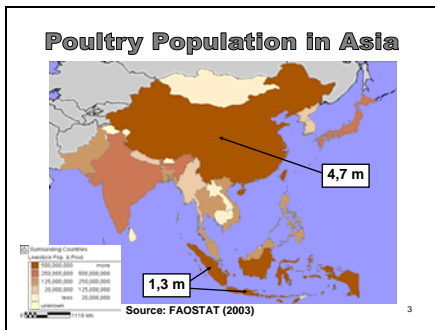 Poultry Population in Asia
4,7 m
1,3 m
Surrounding Countries
Livestock Pop. & Prod.
500,000,000 more
250,000,000 500,000,000
125,000,000 250,000,000
20,000,000 125,000,000
less 20,000,000
unknown
1118 km
Source: FAOSTAT (2003)
3